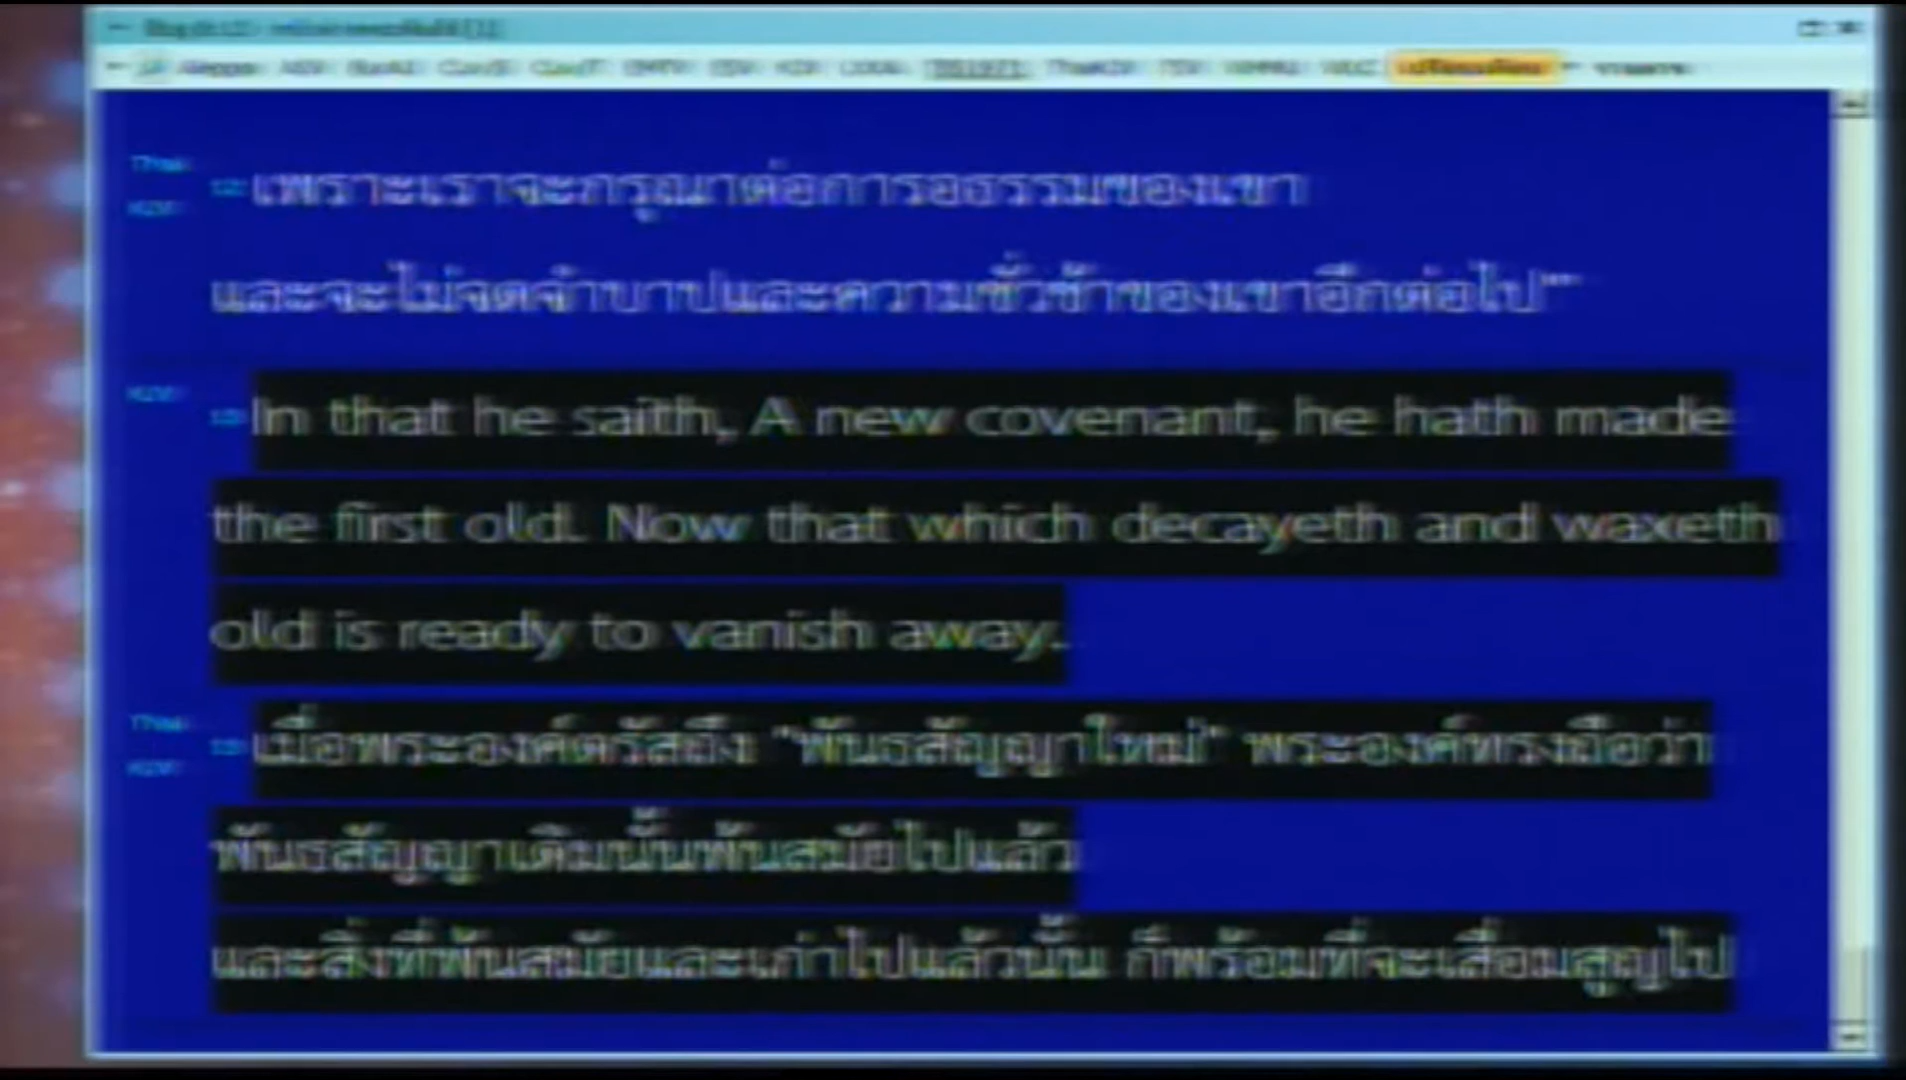 ThaiKJV 12 เพราะเราจะกรุณาต่อการอธรรมของเขา
และจะไม่จดจำบาปและความชั่วช้าของเขาอีกต่อไป'"
KJV 13 In that he saith, A new covenant, he hath made
the first old. Now that which decayeth and waxeth
old is ready to vanish away.
Thai KJV 13 เมื่อพระองค์ตรัสถึง "พันธสัญญาใหม่" พระองค์ทรงถือว่า
พันธสัญญาเดิมนั้นพ้นสมัยไปแล้ว
และสิ่งที่พ้นสมัยและเก่าไปแล้วนั้น ก็พร้อมที่จะเสื่อมสูญไป